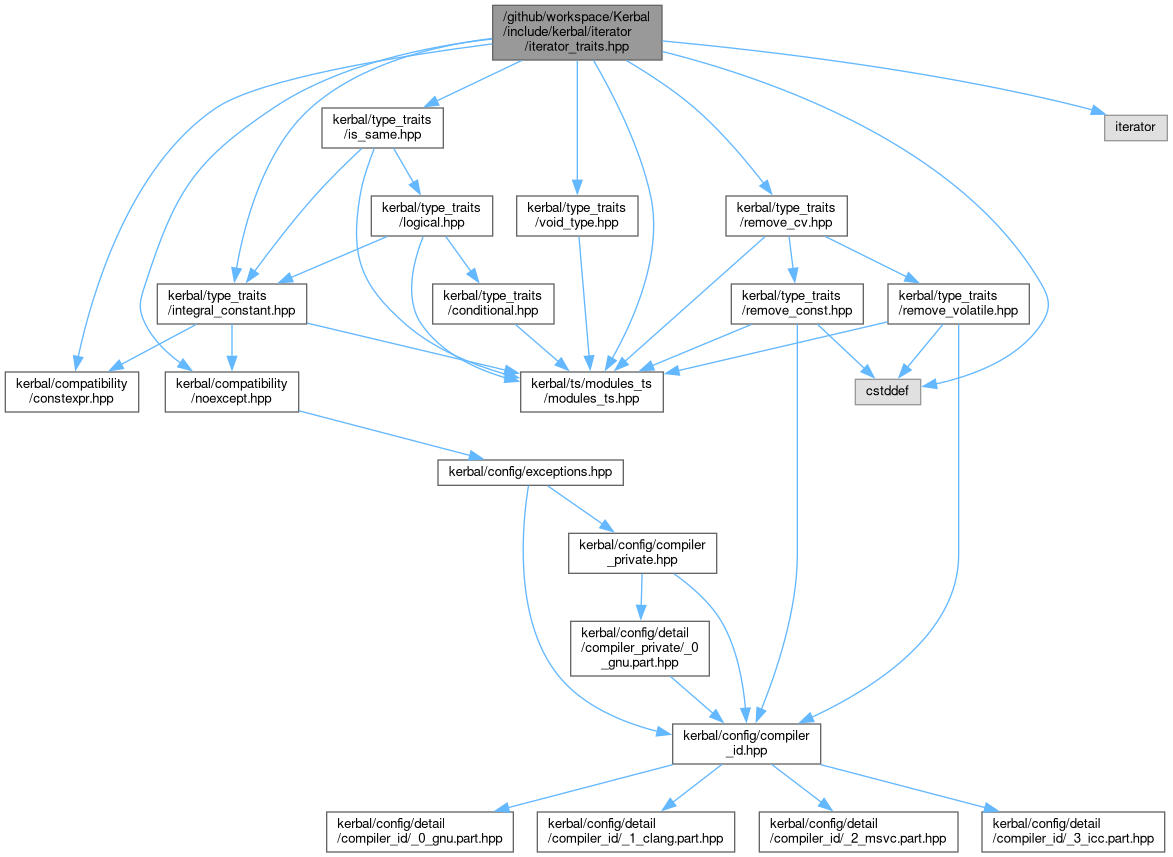 /github/workspace/Kerbal
/include/kerbal/iterator
/iterator_traits.hpp
kerbal/type_traits
/is_same.hpp
iterator
kerbal/type_traits
/logical.hpp
kerbal/type_traits
/void_type.hpp
kerbal/type_traits
/remove_cv.hpp
kerbal/type_traits
/integral_constant.hpp
kerbal/type_traits
/conditional.hpp
kerbal/type_traits
/remove_const.hpp
kerbal/type_traits
/remove_volatile.hpp
kerbal/compatibility
/constexpr.hpp
kerbal/compatibility
/noexcept.hpp
kerbal/ts/modules_ts
/modules_ts.hpp
cstddef
kerbal/config/exceptions.hpp
kerbal/config/compiler
_private.hpp
kerbal/config/detail
/compiler_private/_0
_gnu.part.hpp
kerbal/config/compiler
_id.hpp
kerbal/config/detail
/compiler_id/_0_gnu.part.hpp
kerbal/config/detail
/compiler_id/_1_clang.part.hpp
kerbal/config/detail
/compiler_id/_2_msvc.part.hpp
kerbal/config/detail
/compiler_id/_3_icc.part.hpp